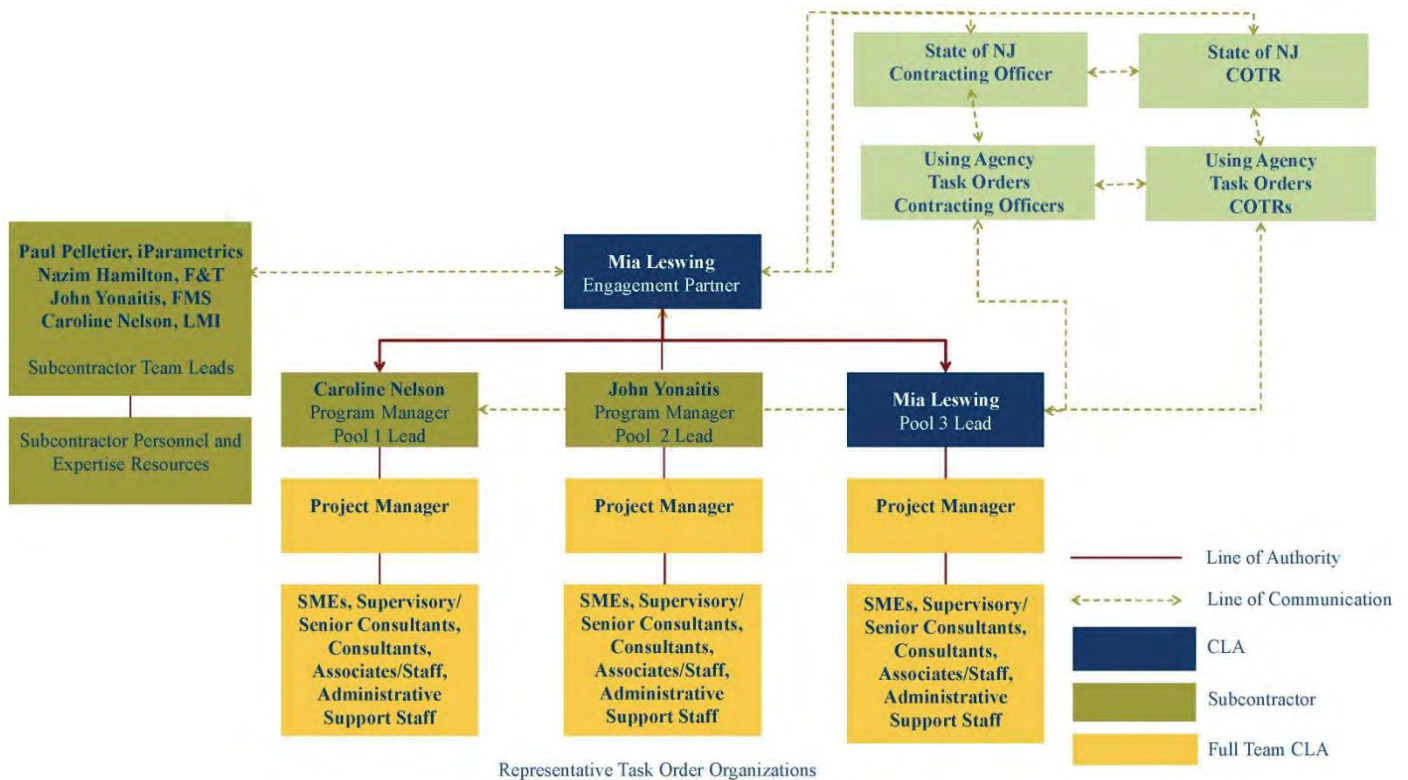 State of NJ
Contracting Officer
State of NJ
COTR
Using Agency
Task Orders
Contracting Officers
Using Agency
Task Orders
COTRs
Paul Pelletier, iParametrics
Nazim Hamilton, F&T
John Yonaitis, FMS
Caroline Nelson, LMI
Subcontractor Team Leads
Subcontractor Personnel and
Expertise Resources
Mia Leswing
Engagement Partner
Caroline Nelson
Program Manager
Pool 1 Lead
John Yonaitis
Program Manager
Pool 2 Lead
Mia Leswing
Pool 3 Lead
Project Manager
Project Manager
Project Manager
SMEs, Supervisory/
Senior Consultants,
Consultants,
Associates/Staff,
Administrative
Support Staff
SMEs, Supervisory/
Senior Consultants,
Consultants,
Associates/Staff,
Administrative
Support Staff
SMEs, Supervisory/
Senior Consultants,
Consultants,
Associates/Staff,
Administrative
Support Staff
Line of Authority
Line of Communication
CLA
Subcontractor
Full Team CLA
Representative Task Order Organizations